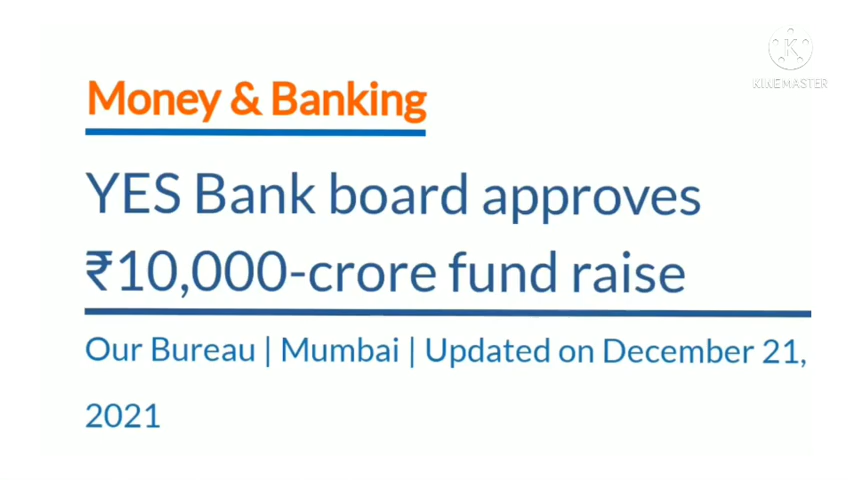 KINEMASTER
Money & Banking
YES Bank board approves
₹10,000-crore fund raise
Our Bureau | Mumbai | Updated on December 21,
2021